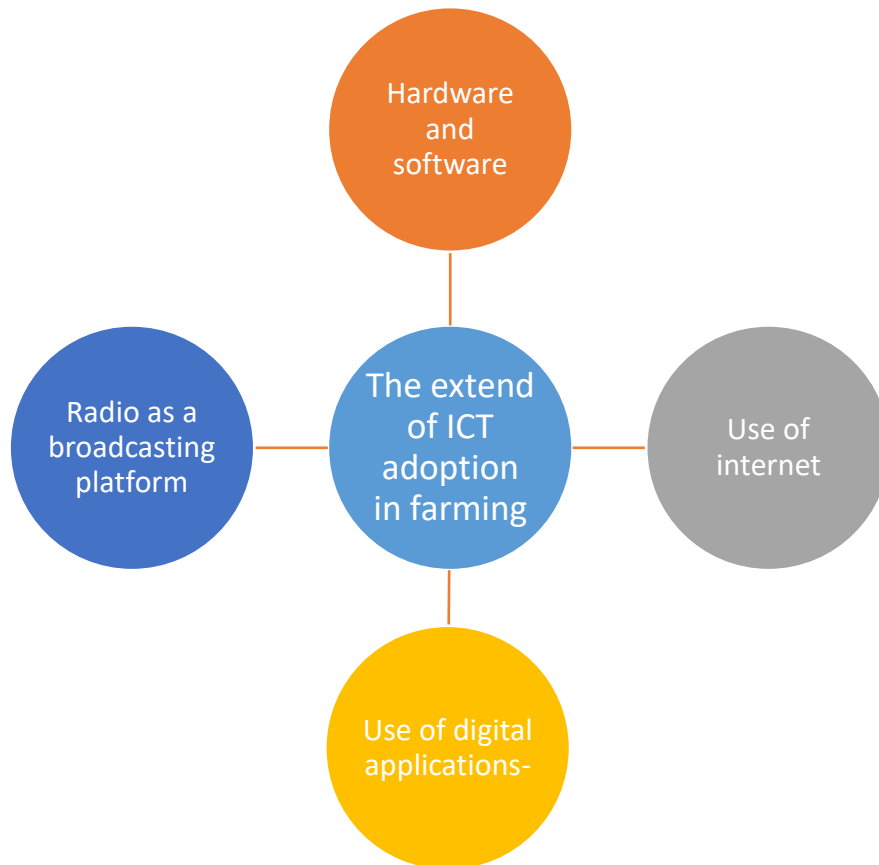 Hardware
and
software
Radio as a
broadcasting
platform
The extend
of ICT
adoption
in farming
Use of
internet
Use of digital
applications-